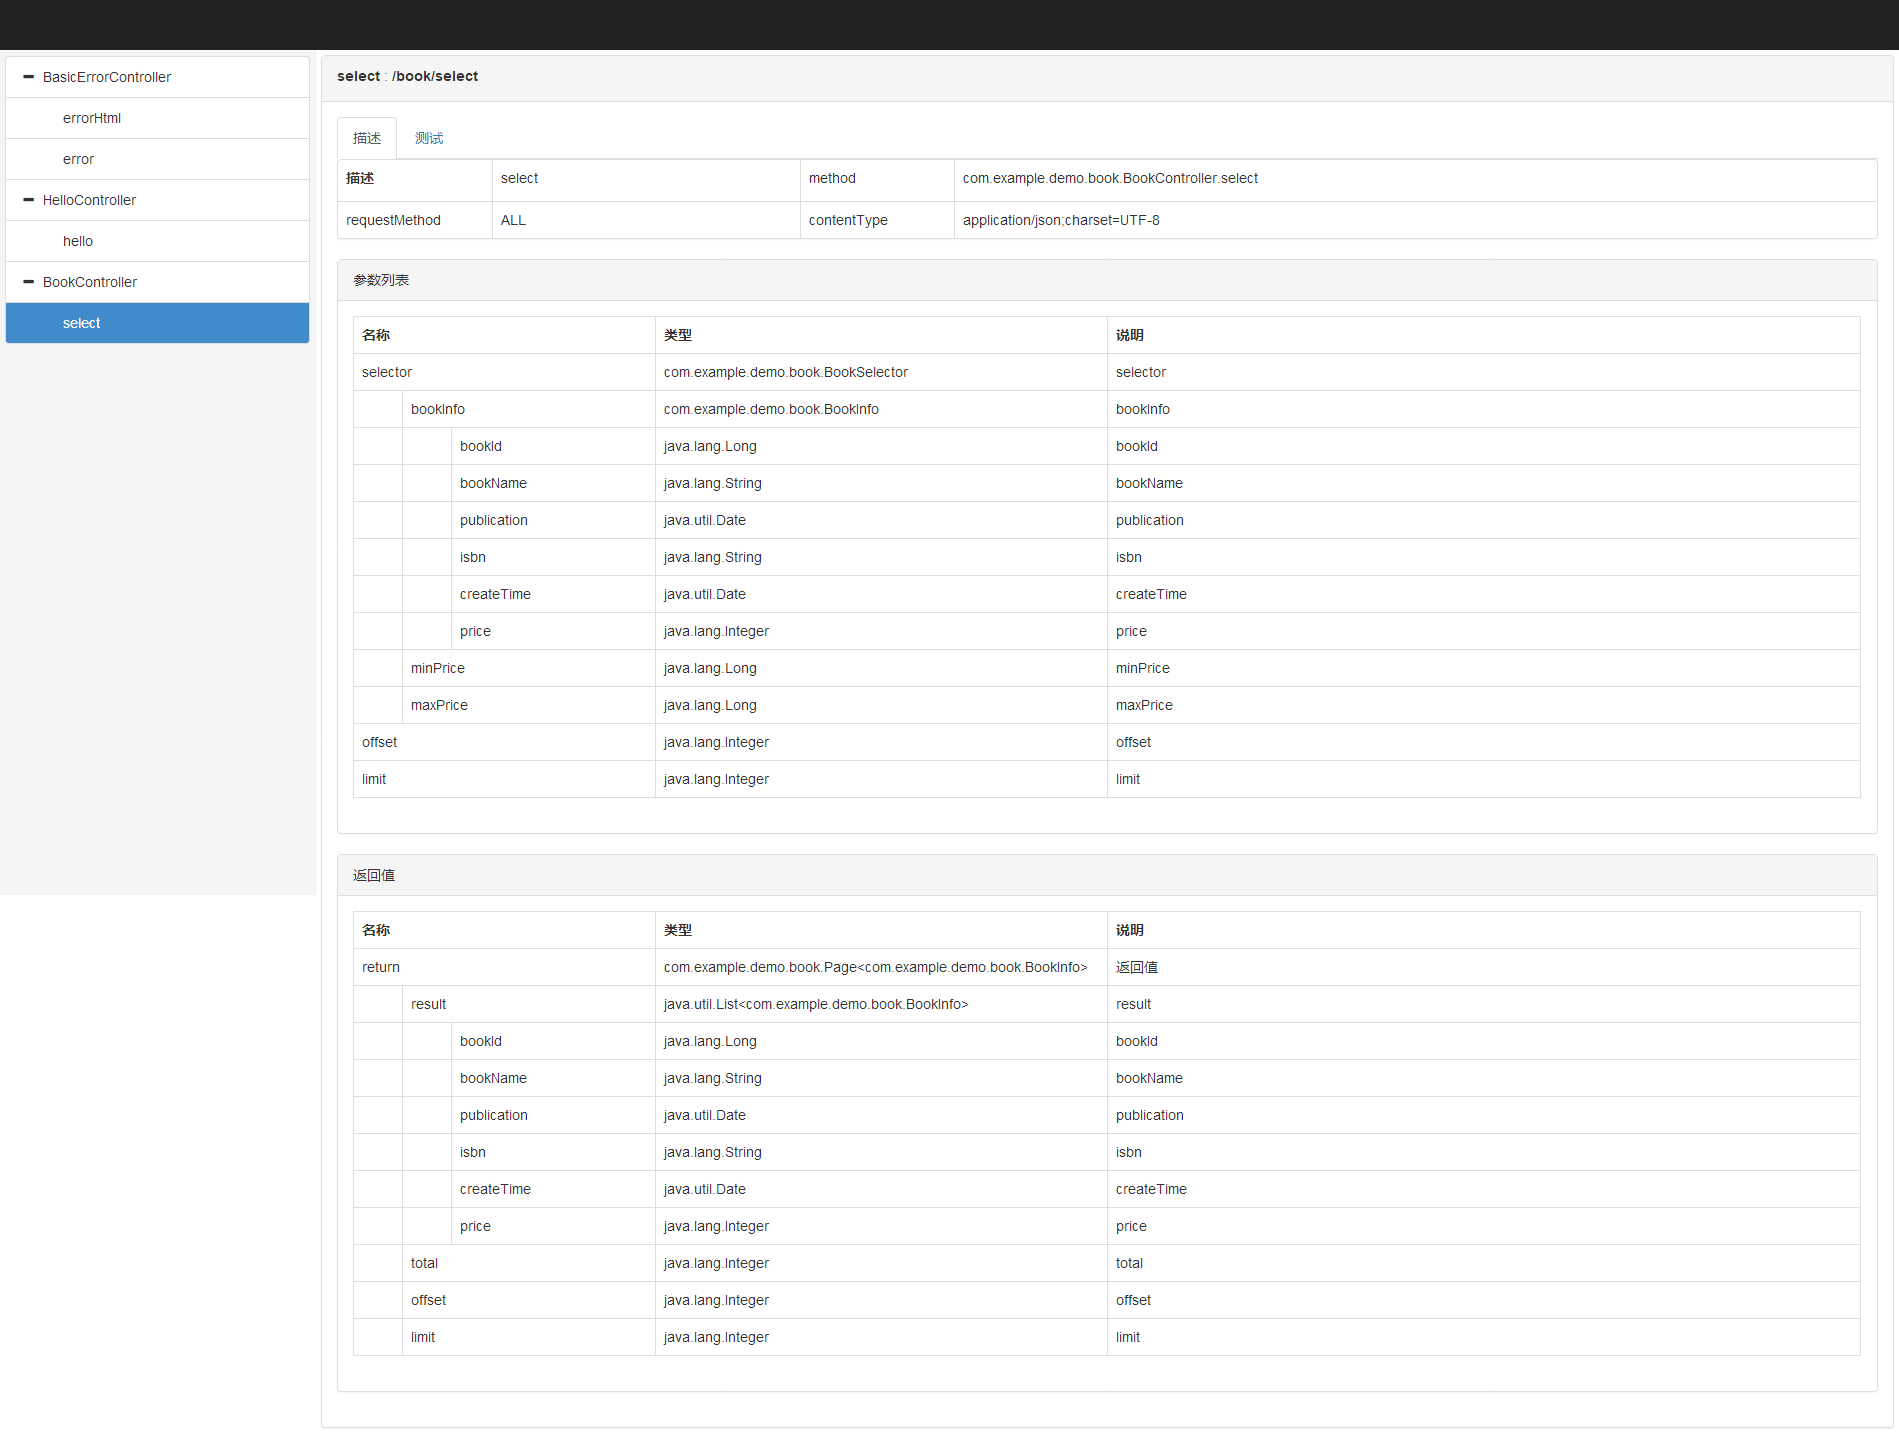 BasicErrorController
errorHtml
error
HelloController
hello
BookController
select
select : /book/select
描述 测试
描述 select method com.example.demo.book.BookController.select
requestMethod ALL contentType application/json;charset=UTF-8
参数列表
名称 类型 说明
selector com.example.demo.book.BookSelector selector
bookInfo com.example.demo.book.BookInfo bookInfo
bookId java.lang.Long bookId
bookName java.lang.String bookName
publication java.util.Date publication
isbn java.lang.String isbn
createTime java.util.Date createTime
price java.lang.Integer price
minPrice java.lang.Long minPrice
maxPrice java.lang.Long maxPrice
offset java.lang.Integer offset
limit java.lang.Integer limit
返回值
名称 类型 说明
return com.example.demo.book.Page<com.example.demo.book.BookInfo> 返回值
result java.util.List<com.example.demo.book.BookInfo> result
bookId java.lang.Long bookId
bookName java.lang.String bookName
publication java.util.Date publication
isbn java.lang.String isbn
createTime java.util.Date createTime
price java.lang.Integer price
total java.lang.Integer total
offset java.lang.Integer offset
limit java.lang.Integer limit